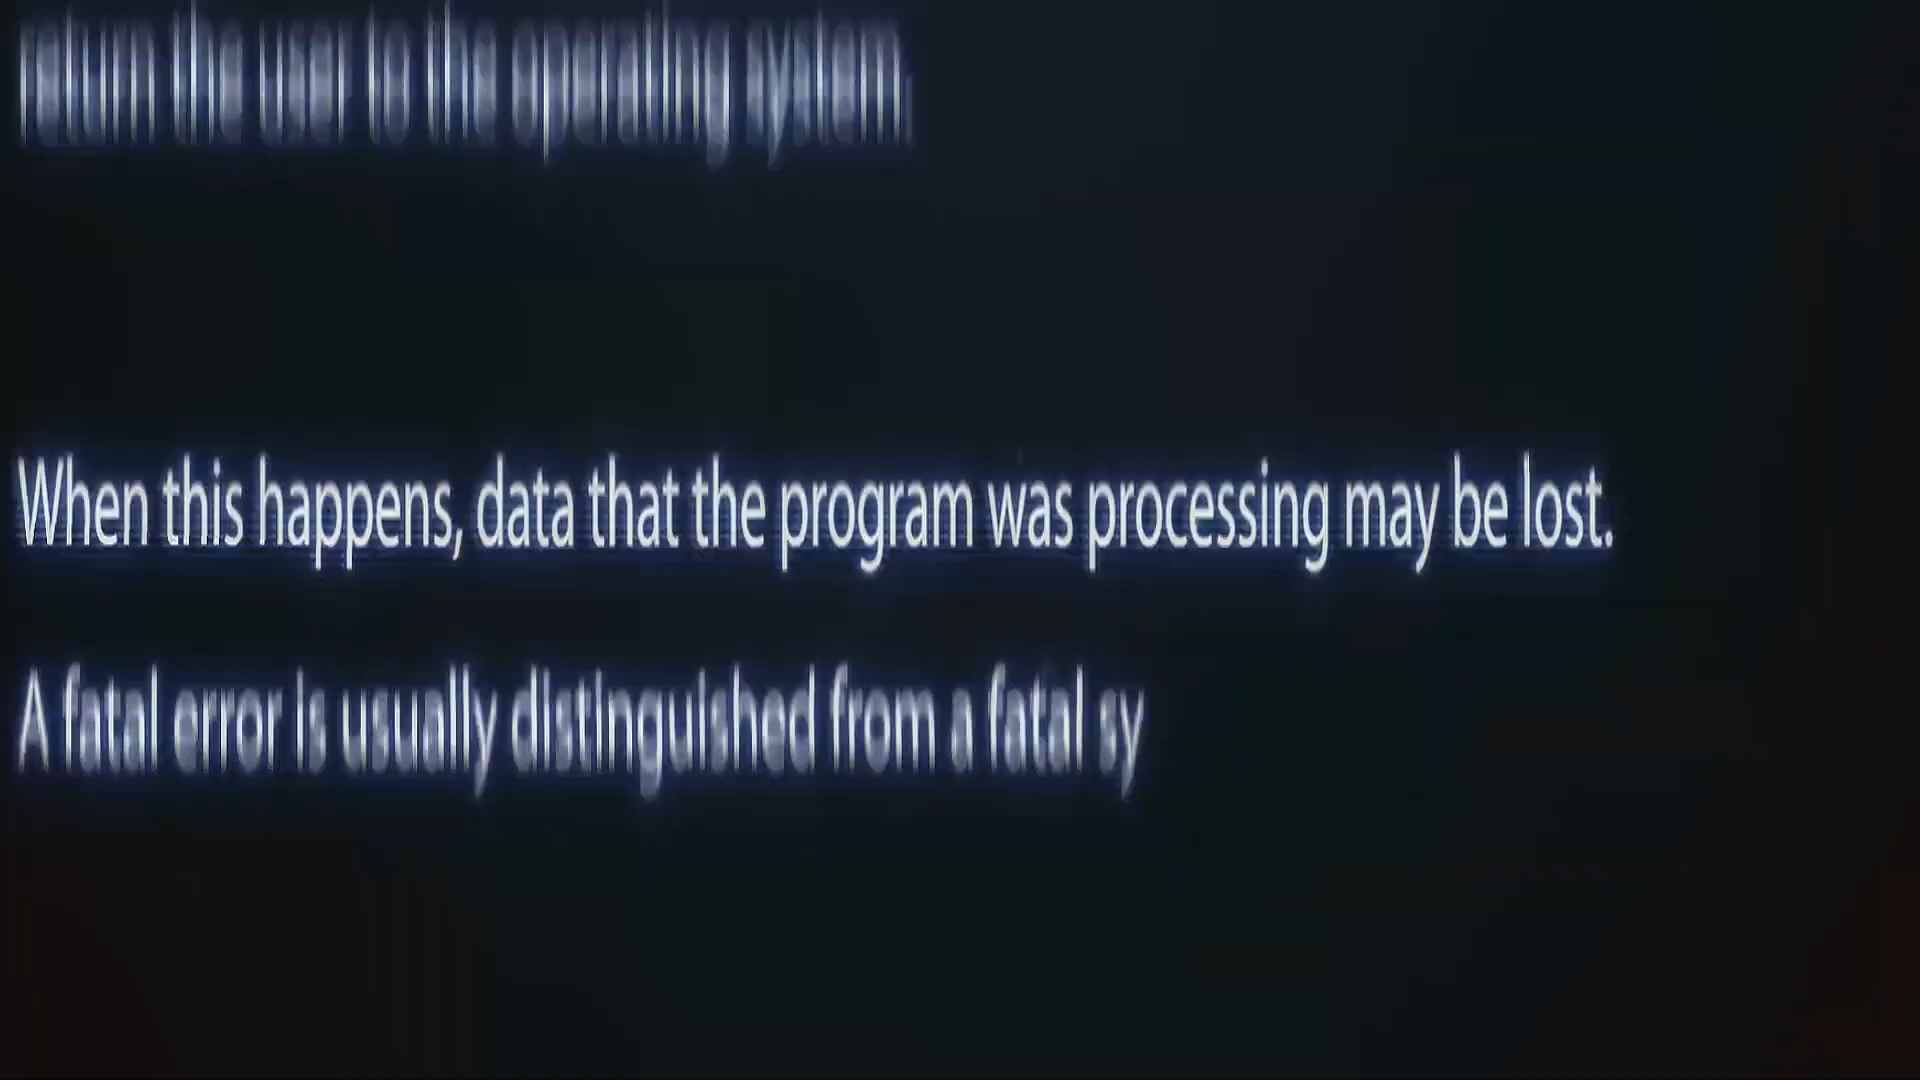 return the user to the operating system.
When this happens, data that the program was processing may be lost.
A fatal error is usually distinguished from a fatal sy